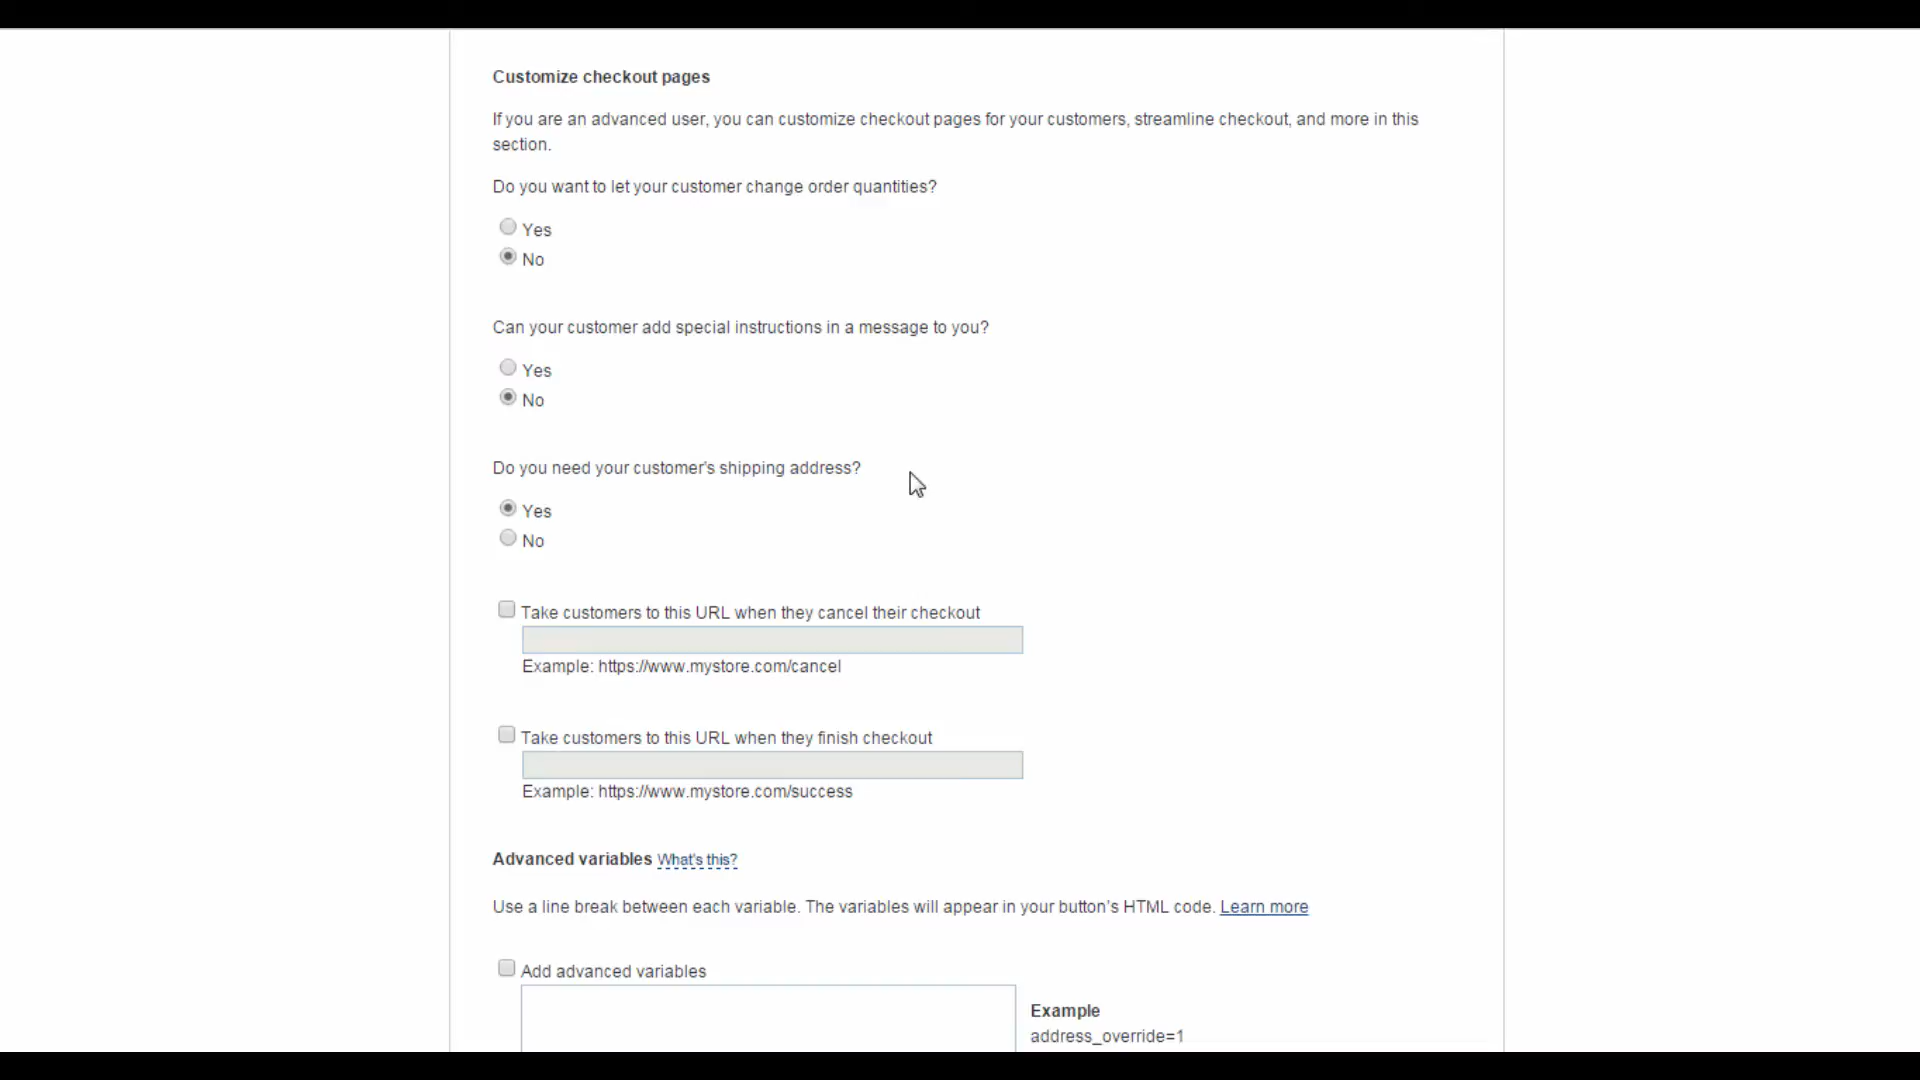 Customize checkout pages
If you are an advanced user, you can customize checkout pages for your customers, streamline checkout, and more in this
section.
Do you want to let your customer change order quantities?
Yes
No
Can your customer add special instructions in a message to you?
Yes
No
Do you need your customer's shipping address?
Yes
No
Take customers to this URL when they cancel their checkout
Example: https://www.mystore.com/cancel
Take customers to this URL when they finish checkout
Example: https://www.mystore.com/success
Advanced variables What's this?
Use a line break between each variable. The variables will appear in your button's HTML code. Learn more
Add advanced variables
Example
address_override=1